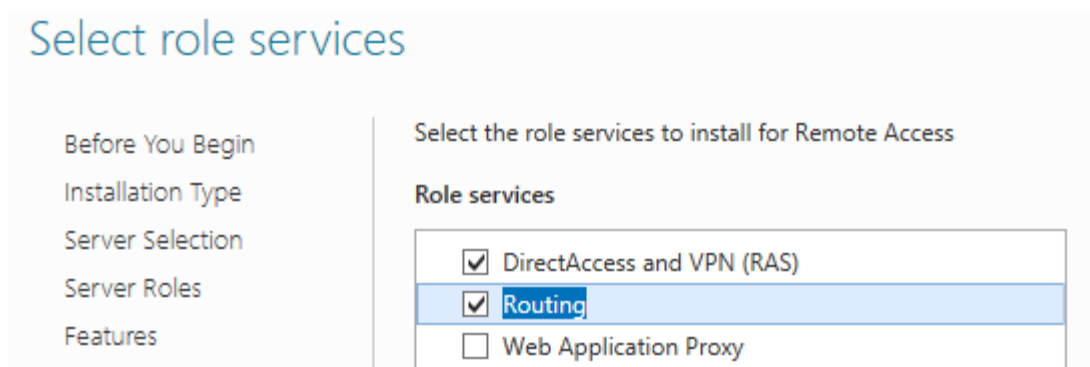 Select role services
Before You Begin
Installation Type
Server Selection
Server Roles
Features
Select the role services to install for Remote Access
Role services
DirectAccess and VPN (RAS)
Routing
Web Application Proxy